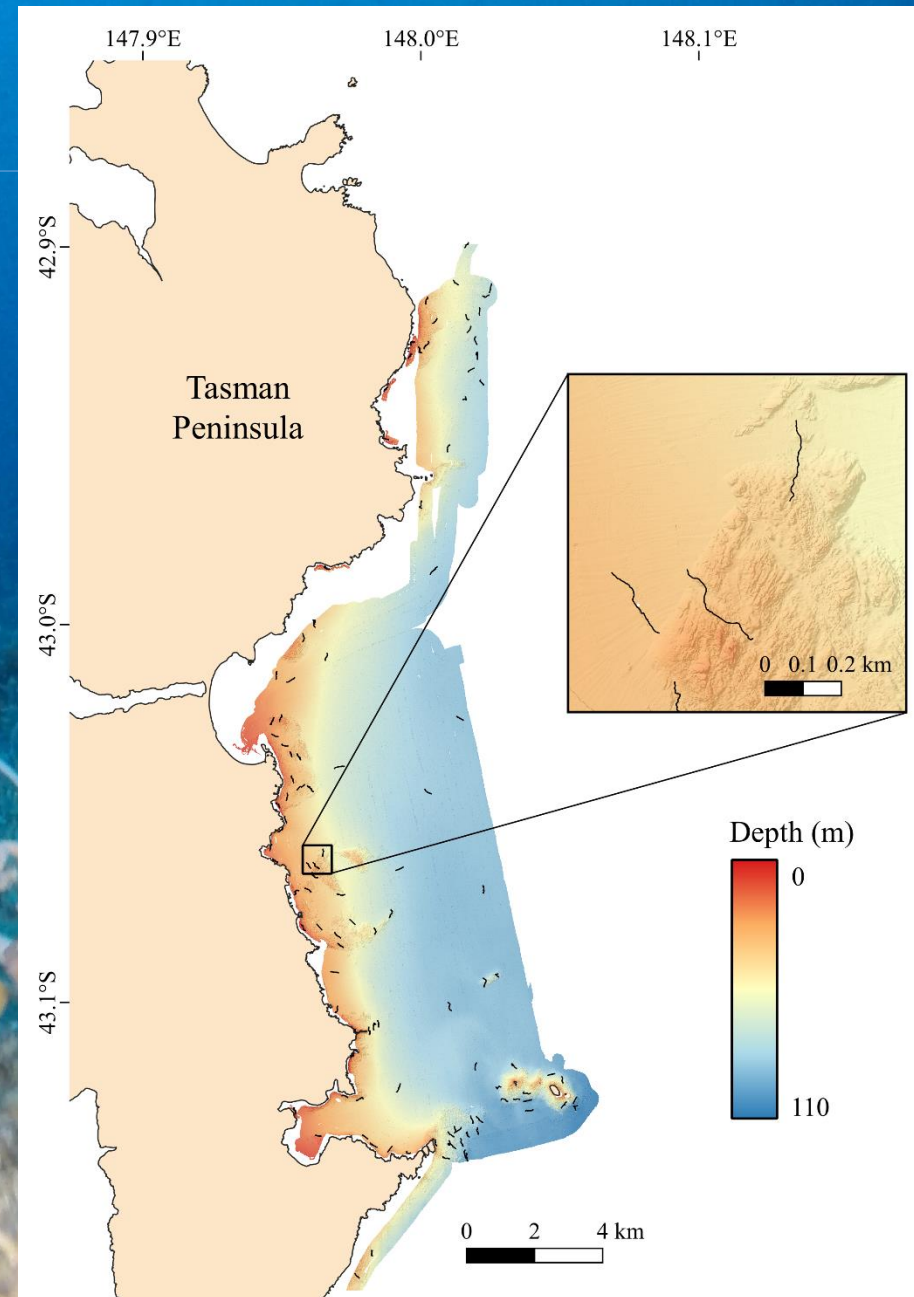 147.9°E
148.0°E
148.1°E
42.9°S
Tasman
Peninsula
43.0°S
0 0.1 0.2 km
Depth (m)
0
110
43.1°S
0 2 4 km